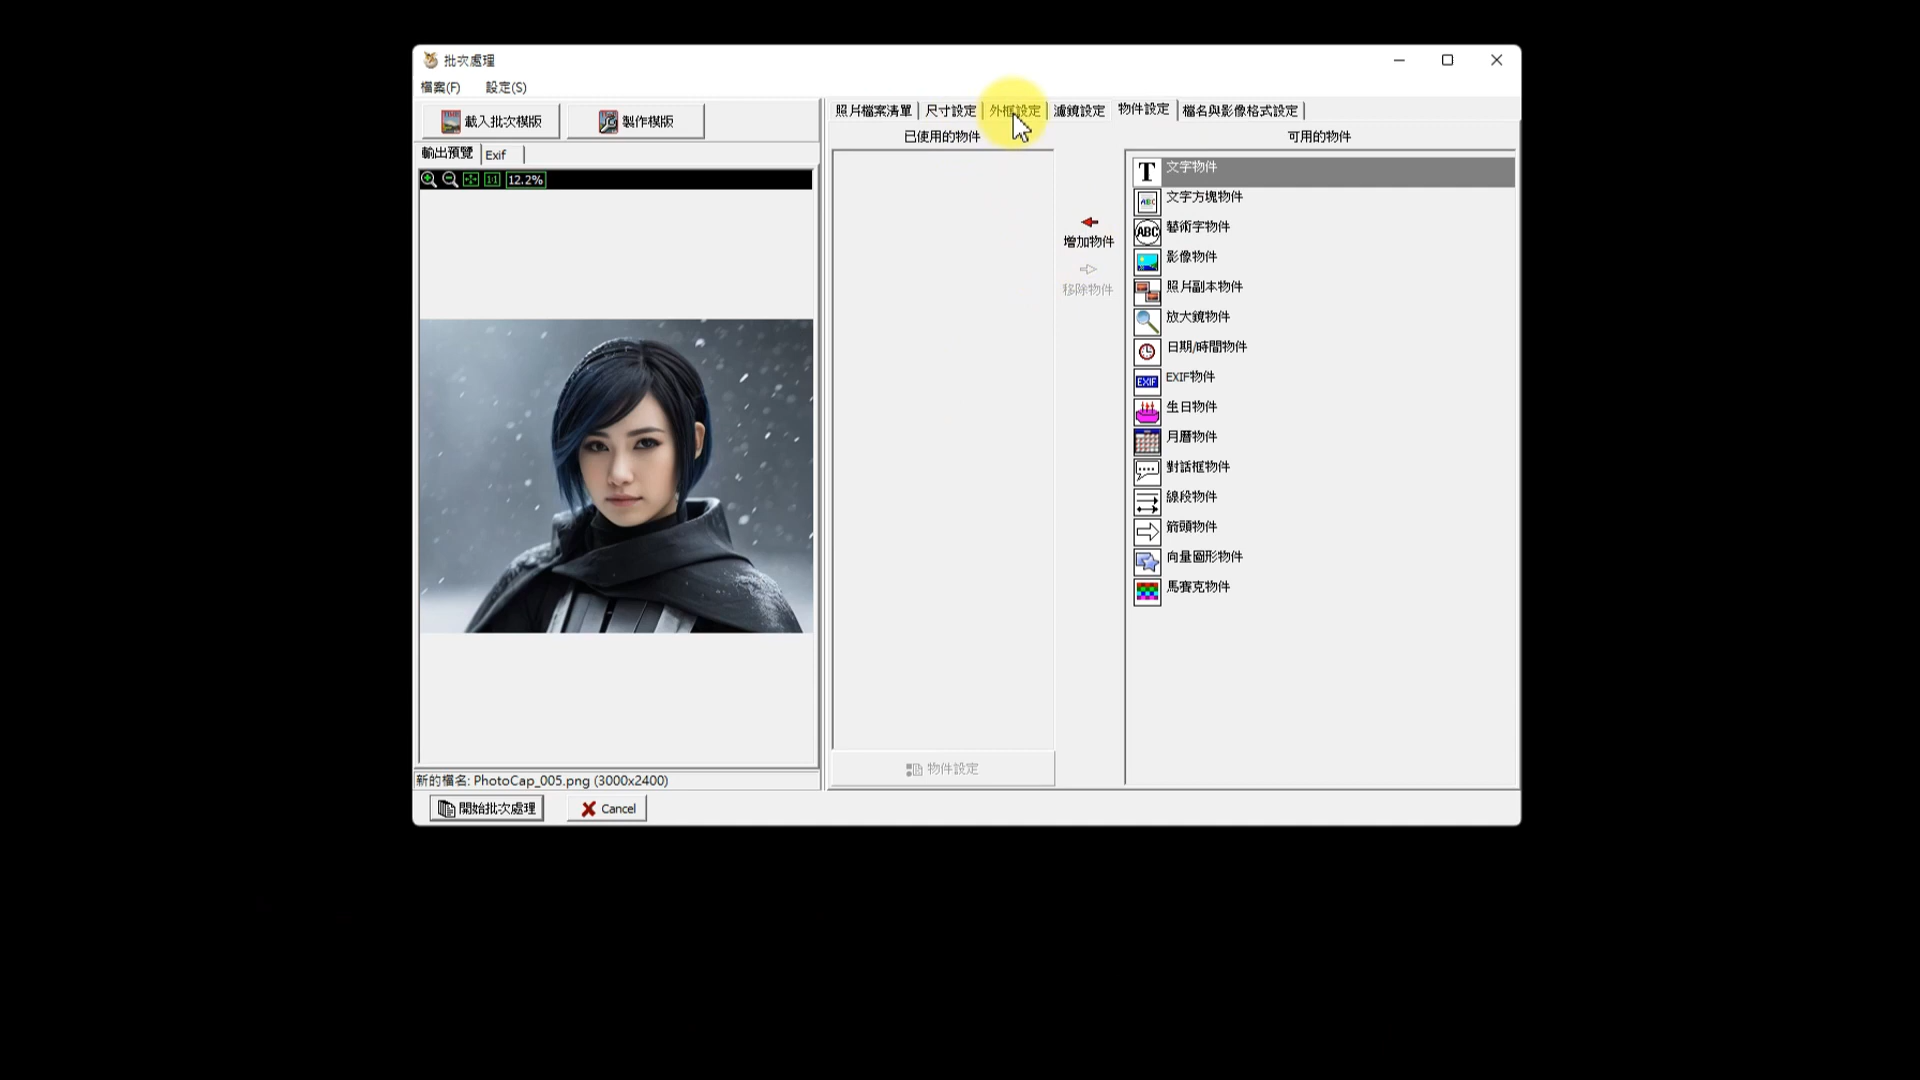 批次處理
檔案(F) 設定(S)
載入批次模版 製作模版
照片檔案清單 尺寸設定 外框設定 濾鏡設定 物件設定 檔名與影像格式設定
已使用的物件 可用的物件
輸出預覽 Exif
1:1 12.2%
增加物件
移除物件
T 文字物件
ABC 文字方塊物件
ABC 藝術字物件
影像物件
照片副本物件
放大鏡物件
日期/時間物件
EXIF EXIF物件
生日物件
月曆物件
對話框物件
線段物件
箭頭物件
向量圖形物件
馬賽克物件
物件設定
新的檔名: PhotoCap_005.png (3000x2400)
開始批次處理 Cancel